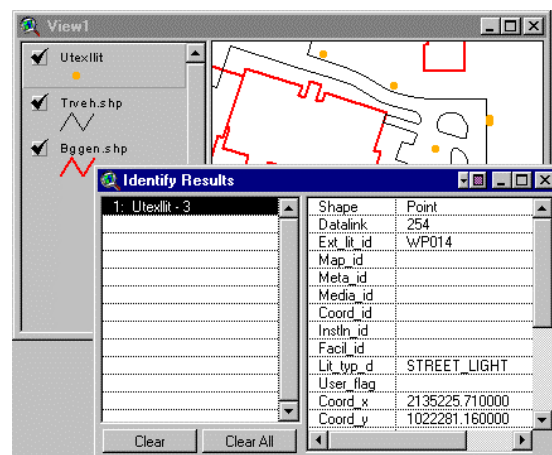 View1
Utexllit
Trveh.shp
Bggen.shp
Identify Results
1: Utexllit - 3
Shape Point
Datalink 254
Ext_lit_id WP014
Map_id
Meta_id
Media_id
Coord_id
Instln_id
Facil_id
Lit_typ_d STREET_LIGHT
User_flag
Coord_x 2135225.710000
Coord_y 1022281.160000
Clear Clear All